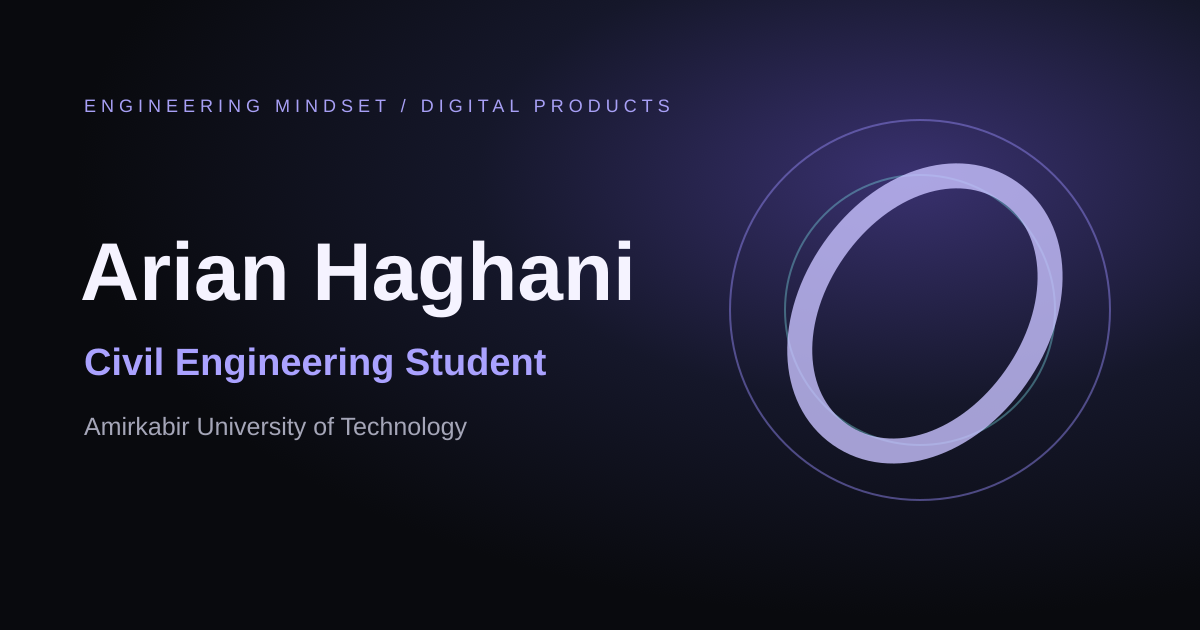 ENGINEERING MINDSET / DIGITAL PRODUCTS
Arian Haghani
Civil Engineering Student
Amirkabir University of Technology